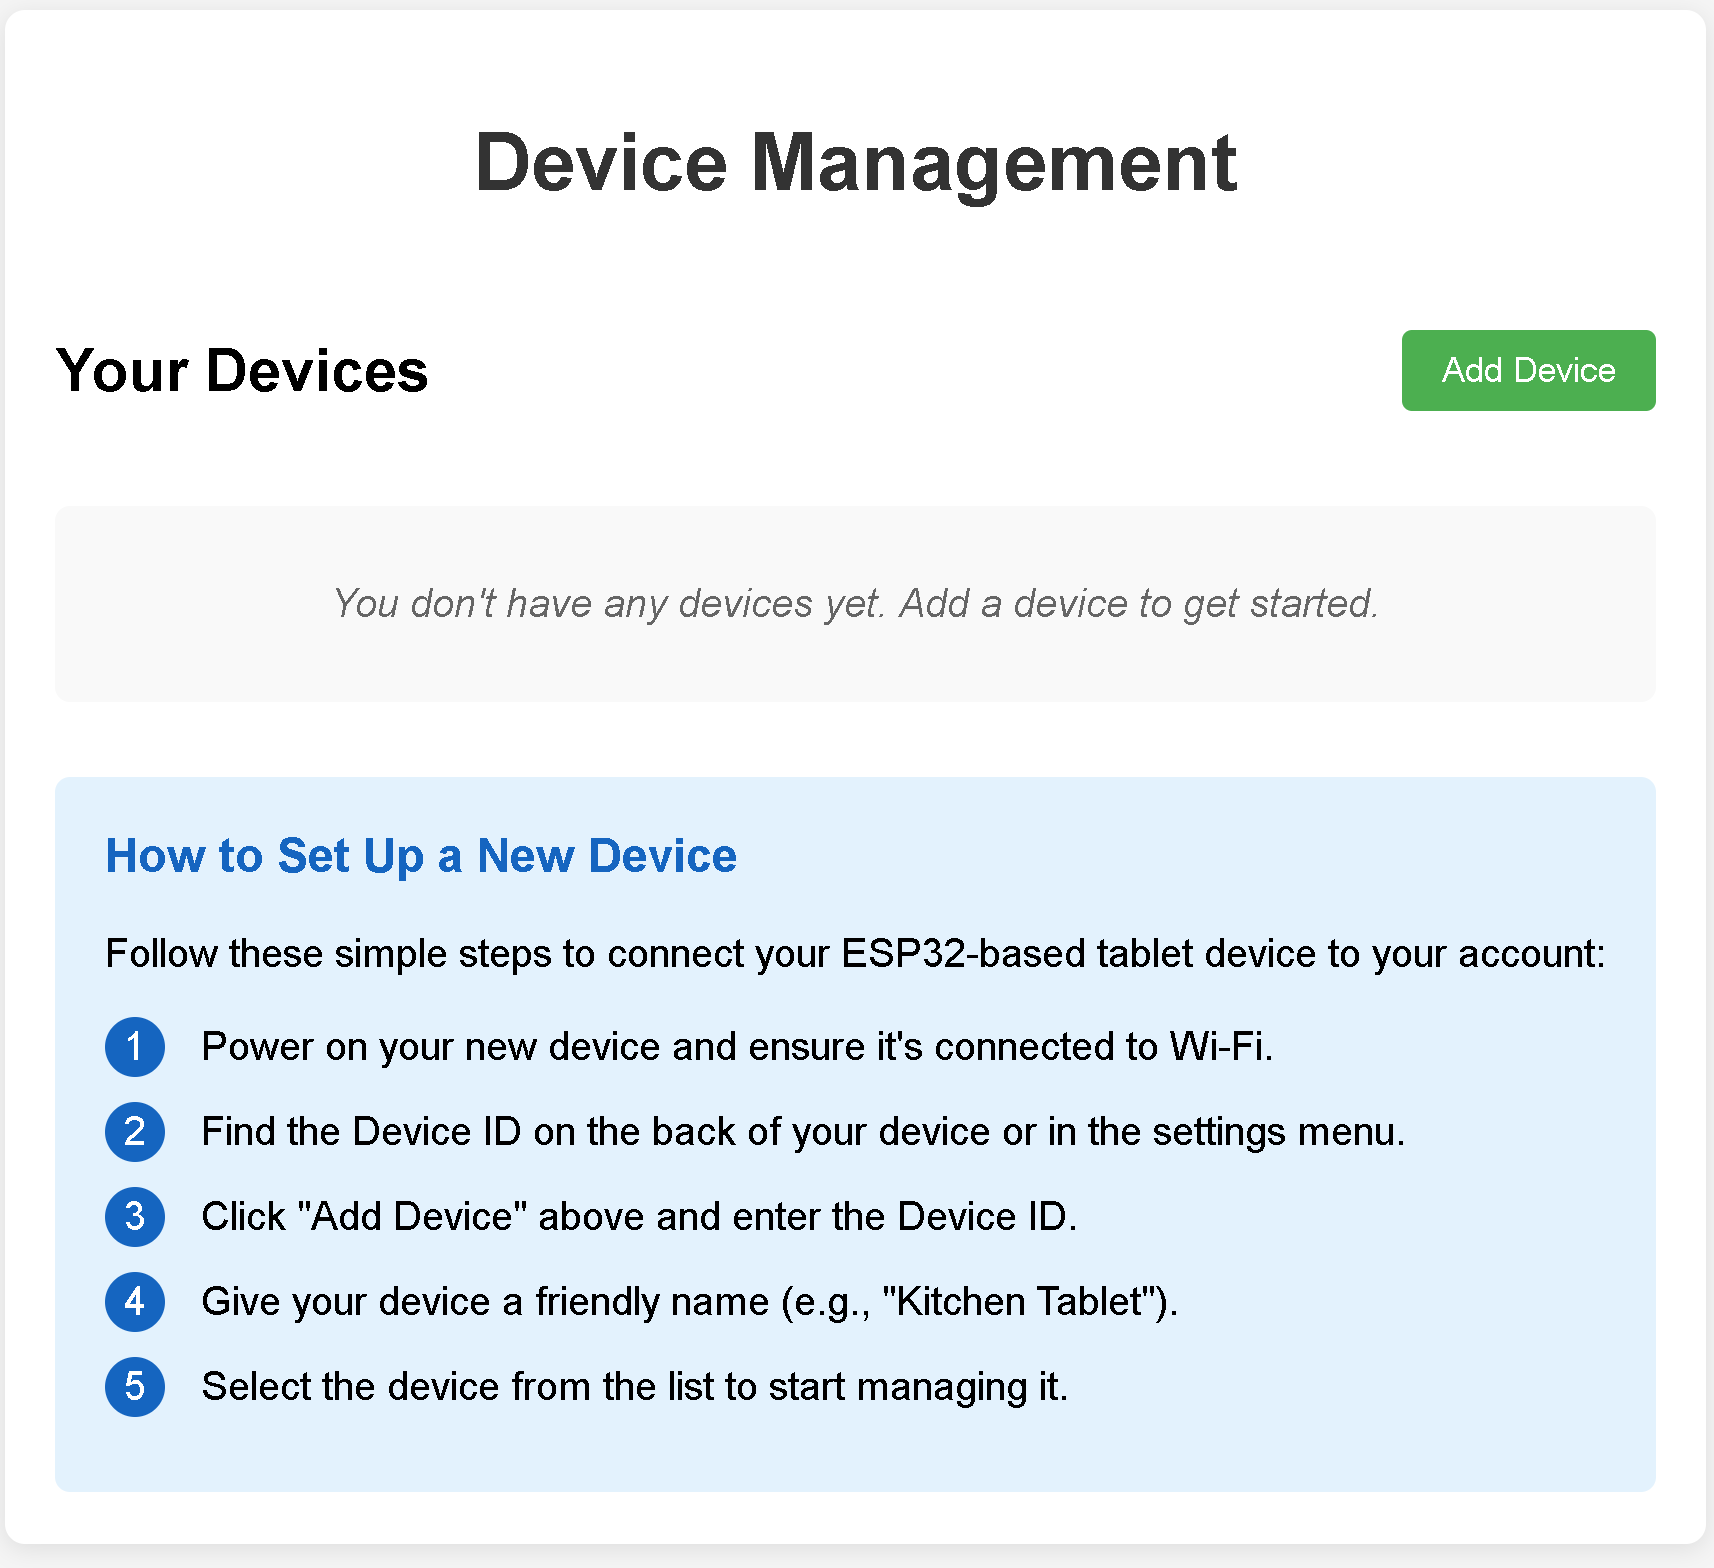 Device Management
Your Devices
Add Device
You don't have any devices yet. Add a device to get started.
How to Set Up a New Device
Follow these simple steps to connect your ESP32-based tablet device to your account:
1 Power on your new device and ensure it's connected to Wi-Fi.
2 Find the Device ID on the back of your device or in the settings menu.
3 Click "Add Device" above and enter the Device ID.
4 Give your device a friendly name (e.g., "Kitchen Tablet").
5 Select the device from the list to start managing it.